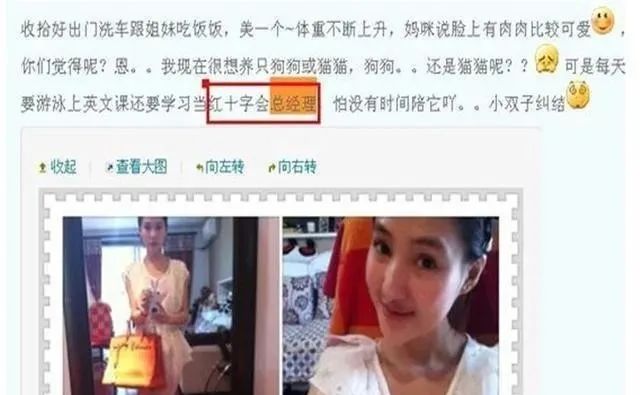 收拾好出门洗车跟姐妹吃饭饭，美一个~体重不断上升，妈咪说脸上有肉肉比较可爱
你们觉得呢？恩。。我现在很想养只狗狗或猫猫，狗狗。。还是猫猫呢？？可是每天
要游泳上英文课还要学习当红十字会总经理 怕没有时间陪它吖。。小双子纠结
收起 查看大图 向左转 向右转